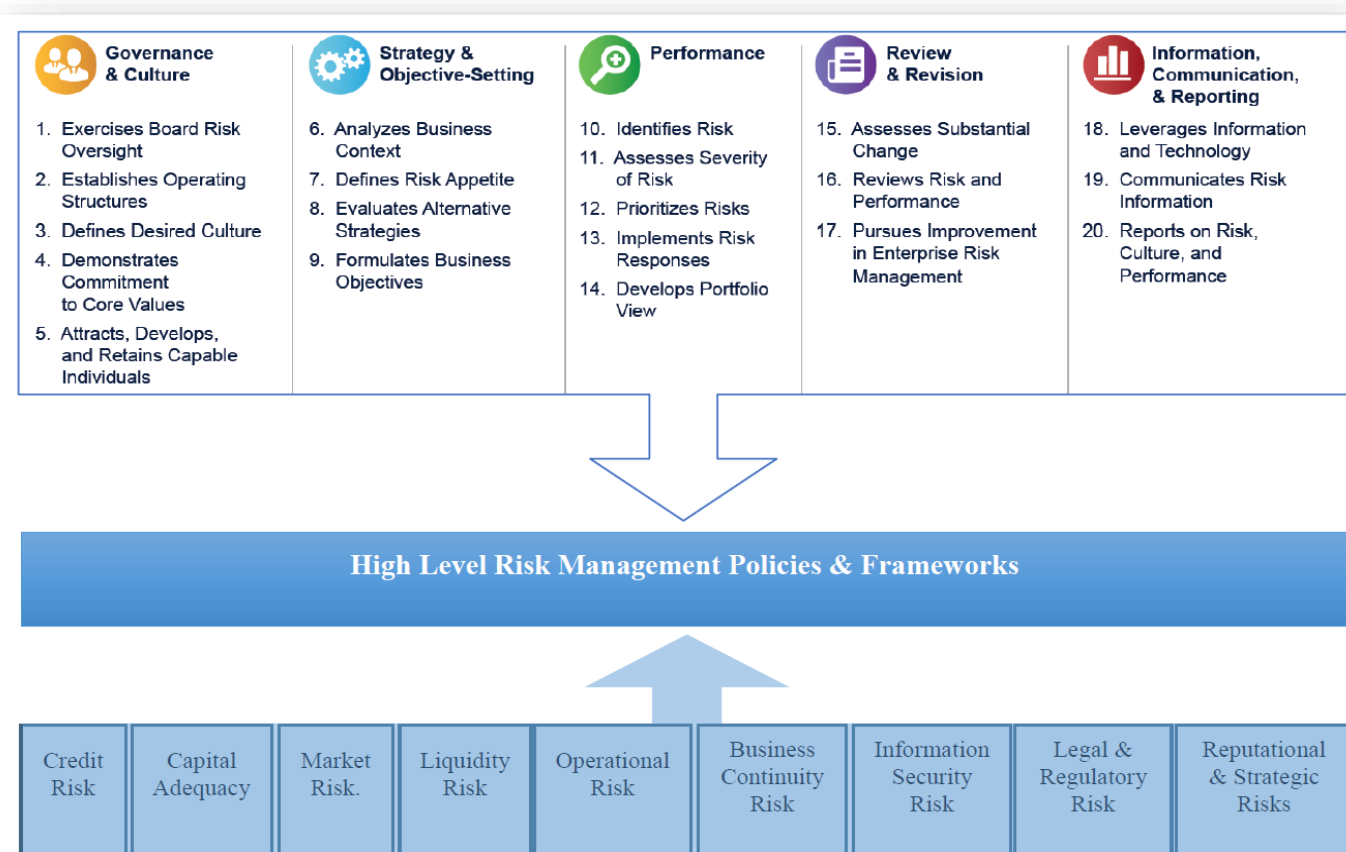 Governance
& Culture
1. Exercises Board Risk
Oversight
2. Establishes Operating
Structures
3. Defines Desired Culture
4. Demonstrates
Commitment
to Core Values
5. Attracts, Develops,
and Retains Capable
Individuals
Strategy &
Objective-Setting
6. Analyzes Business
Context
7. Defines Risk Appetite
8. Evaluates Alternative
Strategies
9. Formulates Business
Objectives
Performance
10. Identifies Risk
11. Assesses Severity
of Risk
12. Prioritizes Risks
13. Implements Risk
Responses
14. Develops Portfolio
View
Review
& Revision
15. Assesses Substantial
Change
16. Reviews Risk and
Performance
17. Pursues Improvement
in Enterprise Risk
Management
Information,
Communication,
& Reporting
18. Leverages Information
and Technology
19. Communicates Risk
Information
20. Reports on Risk,
Culture, and
Performance
High Level Risk Management Policies & Frameworks
Credit
Risk
Capital
Adequacy
Market
Risk.
Liquidity
Risk
Operational
Risk
Business
Continuity
Risk
Information
Security
Risk
Legal &
Regulatory
Risk
Reputational
& Strategic
Risks